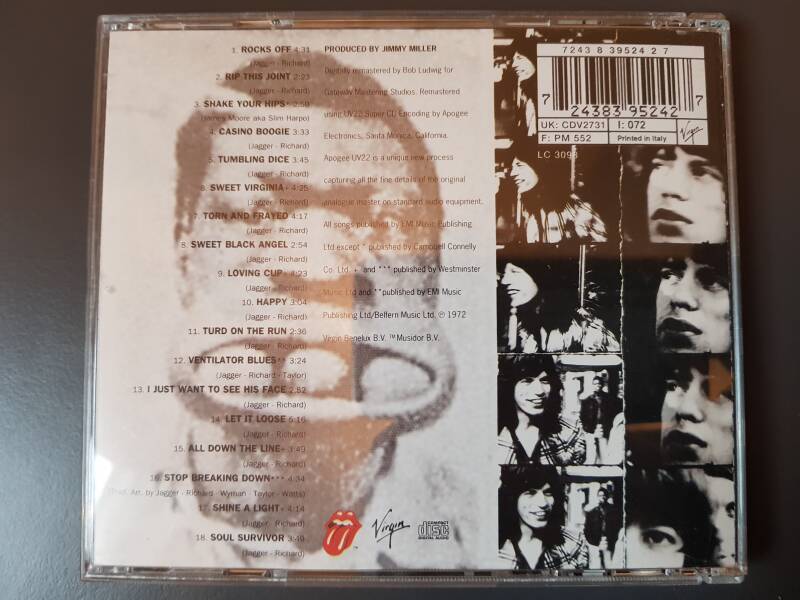 1. ROCKS OFF 4:31
(Jagger - Richard)
2. RIP THIS JOINT 2:23
(Jagger - Richard)
3. SHAKE YOUR HIPS* 2:59
(James Moore aka Slim Harpo)
4. CASINO BOOGIE 3:33
(Jagger - Richard)
5. TUMBLING DICE 3:45
(Jagger - Richard)
6. SWEET VIRGINIA+ 4:25
(Jagger - Richard)
7. TORN AND FRAYED 4:17
(Jagger - Richard)
8. SWEET BLACK ANGEL 2:54
(Jagger - Richard)
9. LOVING CUP+ 4:23
(Jagger - Richard)
10. HAPPY 3:04
(Jagger - Richard)
11. TURD ON THE RUN 2:36
(Jagger - Richard)
12. VENTILATOR BLUES** 3:24
(Jagger - Richard - Taylor)
13. I JUST WANT TO SEE HIS FACE 2:52
(Jagger - Richard)
14. LET IT LOOSE 5:16
(Jagger - Richard)
15. ALL DOWN THE LINE+ 3:49
(Jagger - Richard)
16. STOP BREAKING DOWN*** 4:34
(Trad. Arr. by Jagger - Richard - Wyman - Taylor - Watts)
17. SHINE A LIGHT+ 4:14
(Jagger - Richard)
18. SOUL SURVIVOR 3:49
(Jagger - Richard)
PRODUCED BY JIMMY MILLER
Digitally remastered by Bob Ludwig for
Gateway Mastering Studios. Remastered
using UV22 Super CD Encoding by Apogee
Electronics, Santa Monica, California.
Apogee UV22 is a unique new process
capturing all the fine details of the original
analogue master on standard audio equipment.
All songs published by EMI Music Publishing
Ltd except * published by Campbell Connelly
Co. Ltd. + and *** published by Westminster
Music Ltd and **published by EMI Music
Publishing Ltd/Belfern Music Ltd. ℗ 1972
Virgin Benelux B.V. ™Musidor B.V.
Virgin
COMPACT
disc
DIGITAL AUDIO
7243 8 39524 2 7
7 24383 95242 7
UK: CDV2731 I: 072
F: PM 552 Printed in Italy Virgin
LC 3098